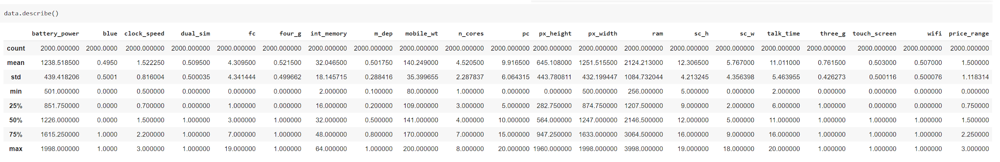 data.describe()
battery_power blue clock_speed dual_sim fc four_g int_memory m_dep mobile_wt n_cores pc px_height px_width ram sc_h sc_w talk_time three_g touch_screen wifi price_range
count 2000.000000 2000.0000 2000.000000 2000.000000 2000.000000 2000.000000 2000.000000 2000.000000 2000.000000 2000.000000 2000.000000 2000.000000 2000.000000 2000.000000 2000.000000 2000.000000 2000.000000 2000.000000 2000.000000 2000.000000 2000.000000
mean 1238.518500 0.4950 1.522250 0.509500 4.309500 0.521500 32.046500 0.501750 140.249000 4.520500 9.916500 645.108000 1251.515500 2124.213000 12.306500 5.767000 11.011000 0.761500 0.503000 0.507000 1.500000
std 439.418206 0.5001 0.816004 0.500035 4.341444 0.499662 18.145715 0.288416 35.399655 2.287837 6.064315 443.780811 432.199447 1084.732044 4.213245 4.356398 5.463955 0.426273 0.500116 0.500076 1.118314
min 501.000000 0.0000 0.500000 0.000000 0.000000 0.000000 2.000000 0.100000 80.000000 1.000000 0.000000 0.000000 500.000000 256.000000 5.000000 0.000000 2.000000 0.000000 0.000000 0.000000 0.000000
25% 851.750000 0.0000 0.700000 0.000000 1.000000 0.000000 16.000000 0.200000 109.000000 3.000000 5.000000 282.750000 874.750000 1207.500000 9.000000 2.000000 6.000000 1.000000 0.000000 0.000000 0.750000
50% 1226.000000 0.0000 1.500000 1.000000 3.000000 1.000000 32.000000 0.500000 141.000000 4.000000 10.000000 564.000000 1247.000000 2146.500000 12.000000 5.000000 11.000000 1.000000 1.000000 1.000000 1.500000
75% 1615.250000 1.0000 2.200000 1.000000 7.000000 1.000000 48.000000 0.800000 170.000000 7.000000 15.000000 947.250000 1633.000000 3064.500000 16.000000 9.000000 16.000000 1.000000 1.000000 1.000000 2.250000
max 1998.000000 1.0000 3.000000 1.000000 19.000000 1.000000 64.000000 1.000000 200.000000 8.000000 20.000000 1960.000000 1998.000000 3998.000000 19.000000 18.000000 20.000000 1.000000 1.000000 1.000000 3.000000